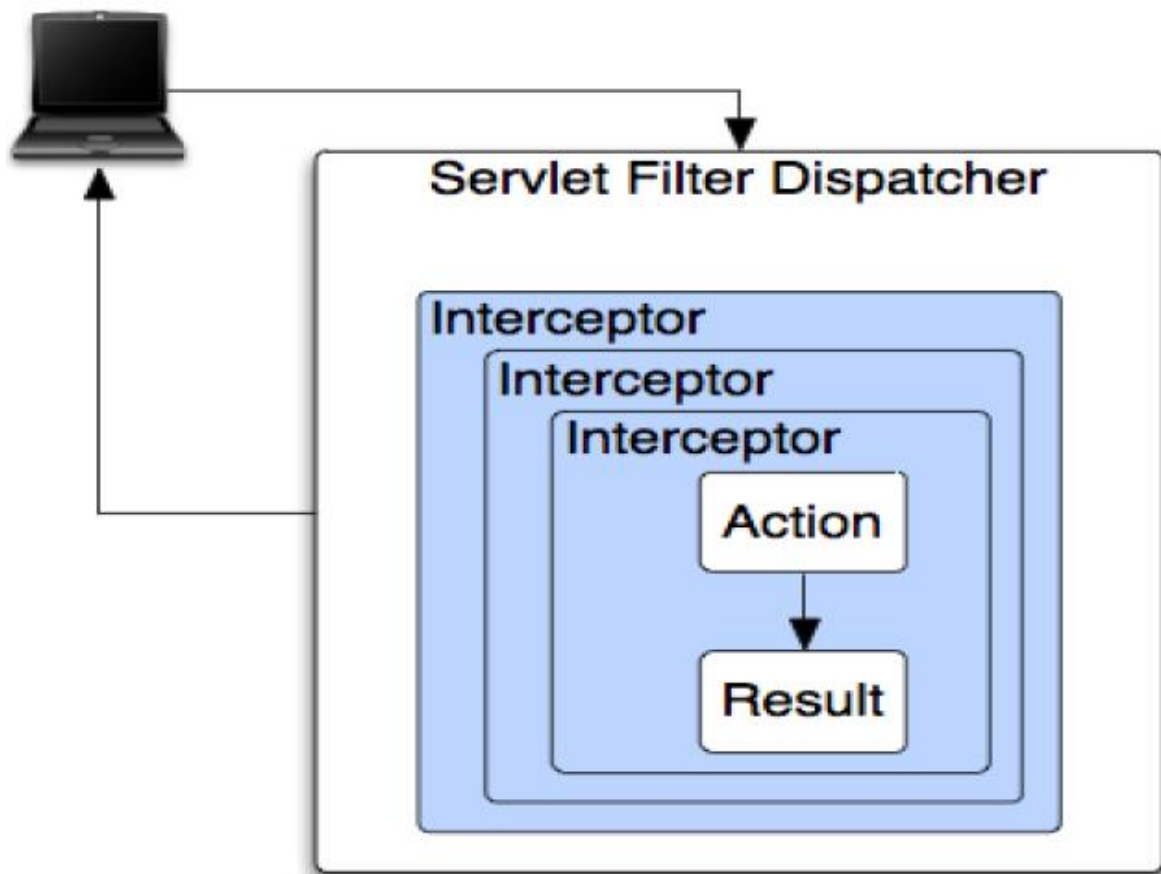 Servlet Filter Dispatcher
Interceptor
Interceptor
Interceptor
Action
Result